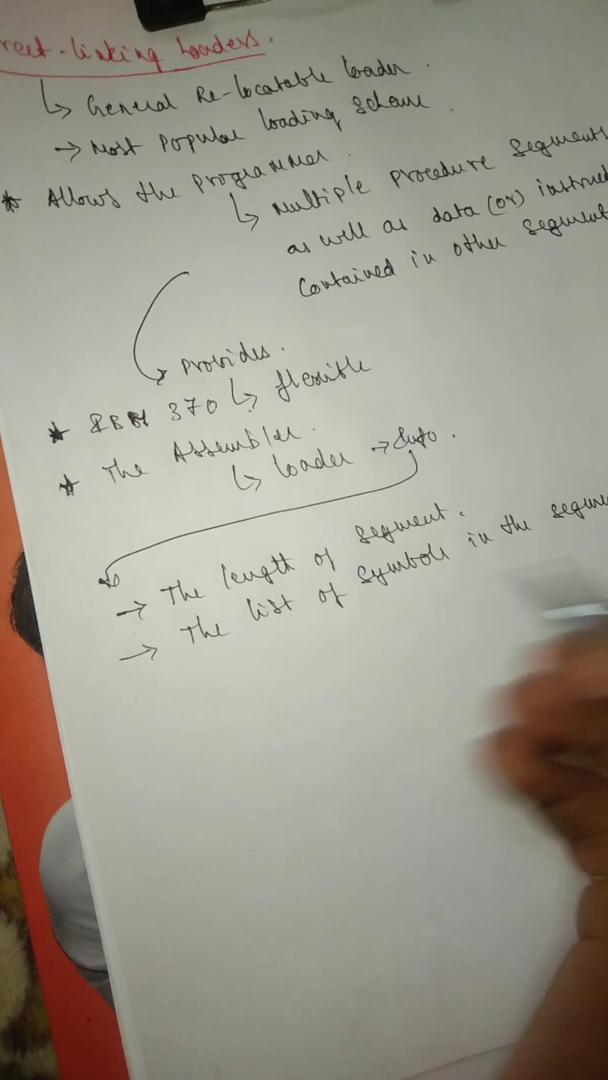 rect-linking Loaders.
↳ General Re-locatable loader.
→ Most Popular loading Scheme.
* Allows the Programmer.
↳ Multiple Procedure Segments
as well as data (or) instruc
Contained in other Segment
Provides.
↳ flexible
* 370
* The Assembler.
↳ loader → Info.
→ The length of Segment.
→ The list of Symbols in the segme